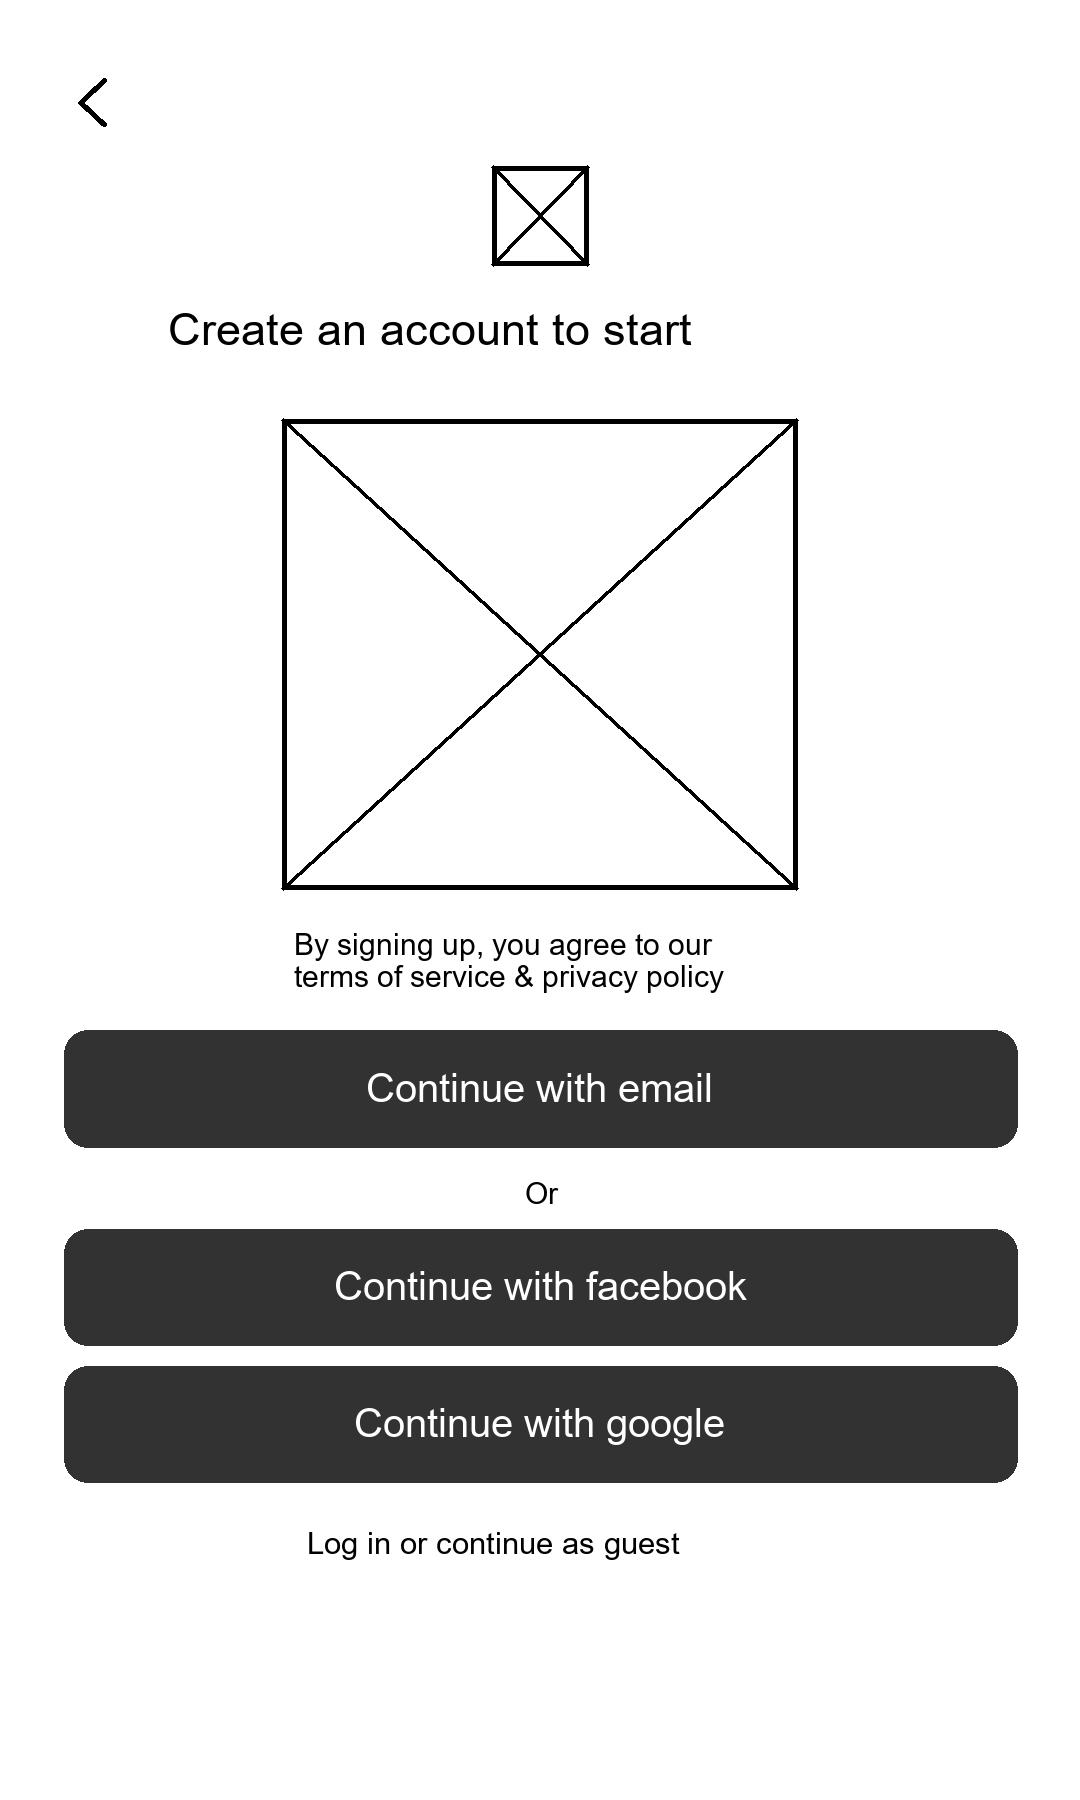 Create an account to start
By signing up, you agree to our
terms of service & privacy policy
Continue with email
Or
Continue with facebook
Continue with google
Log in or continue as guest